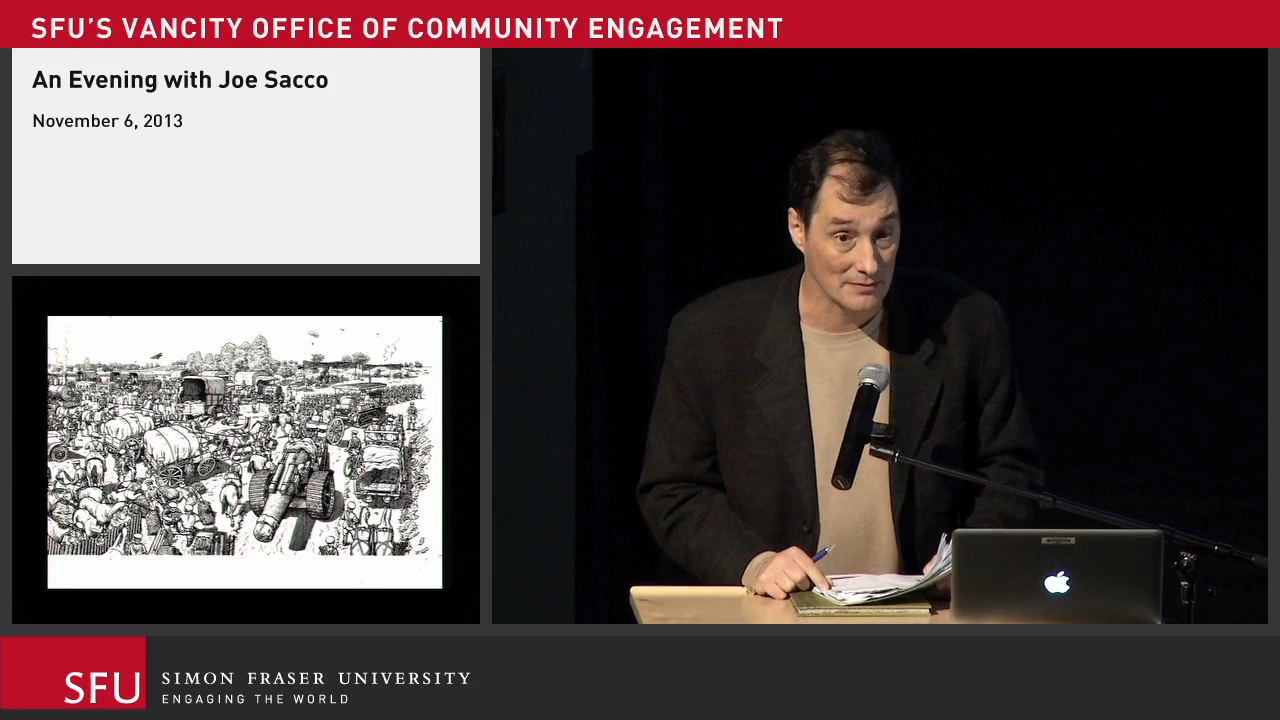 SFU'S VANCITY OFFICE OF COMMUNITY ENGAGEMENT
An Evening with Joe Sacco
November 6, 2013
SFU
SIMON FRASER UNIVERSITY
ENGAGING THE WORLD